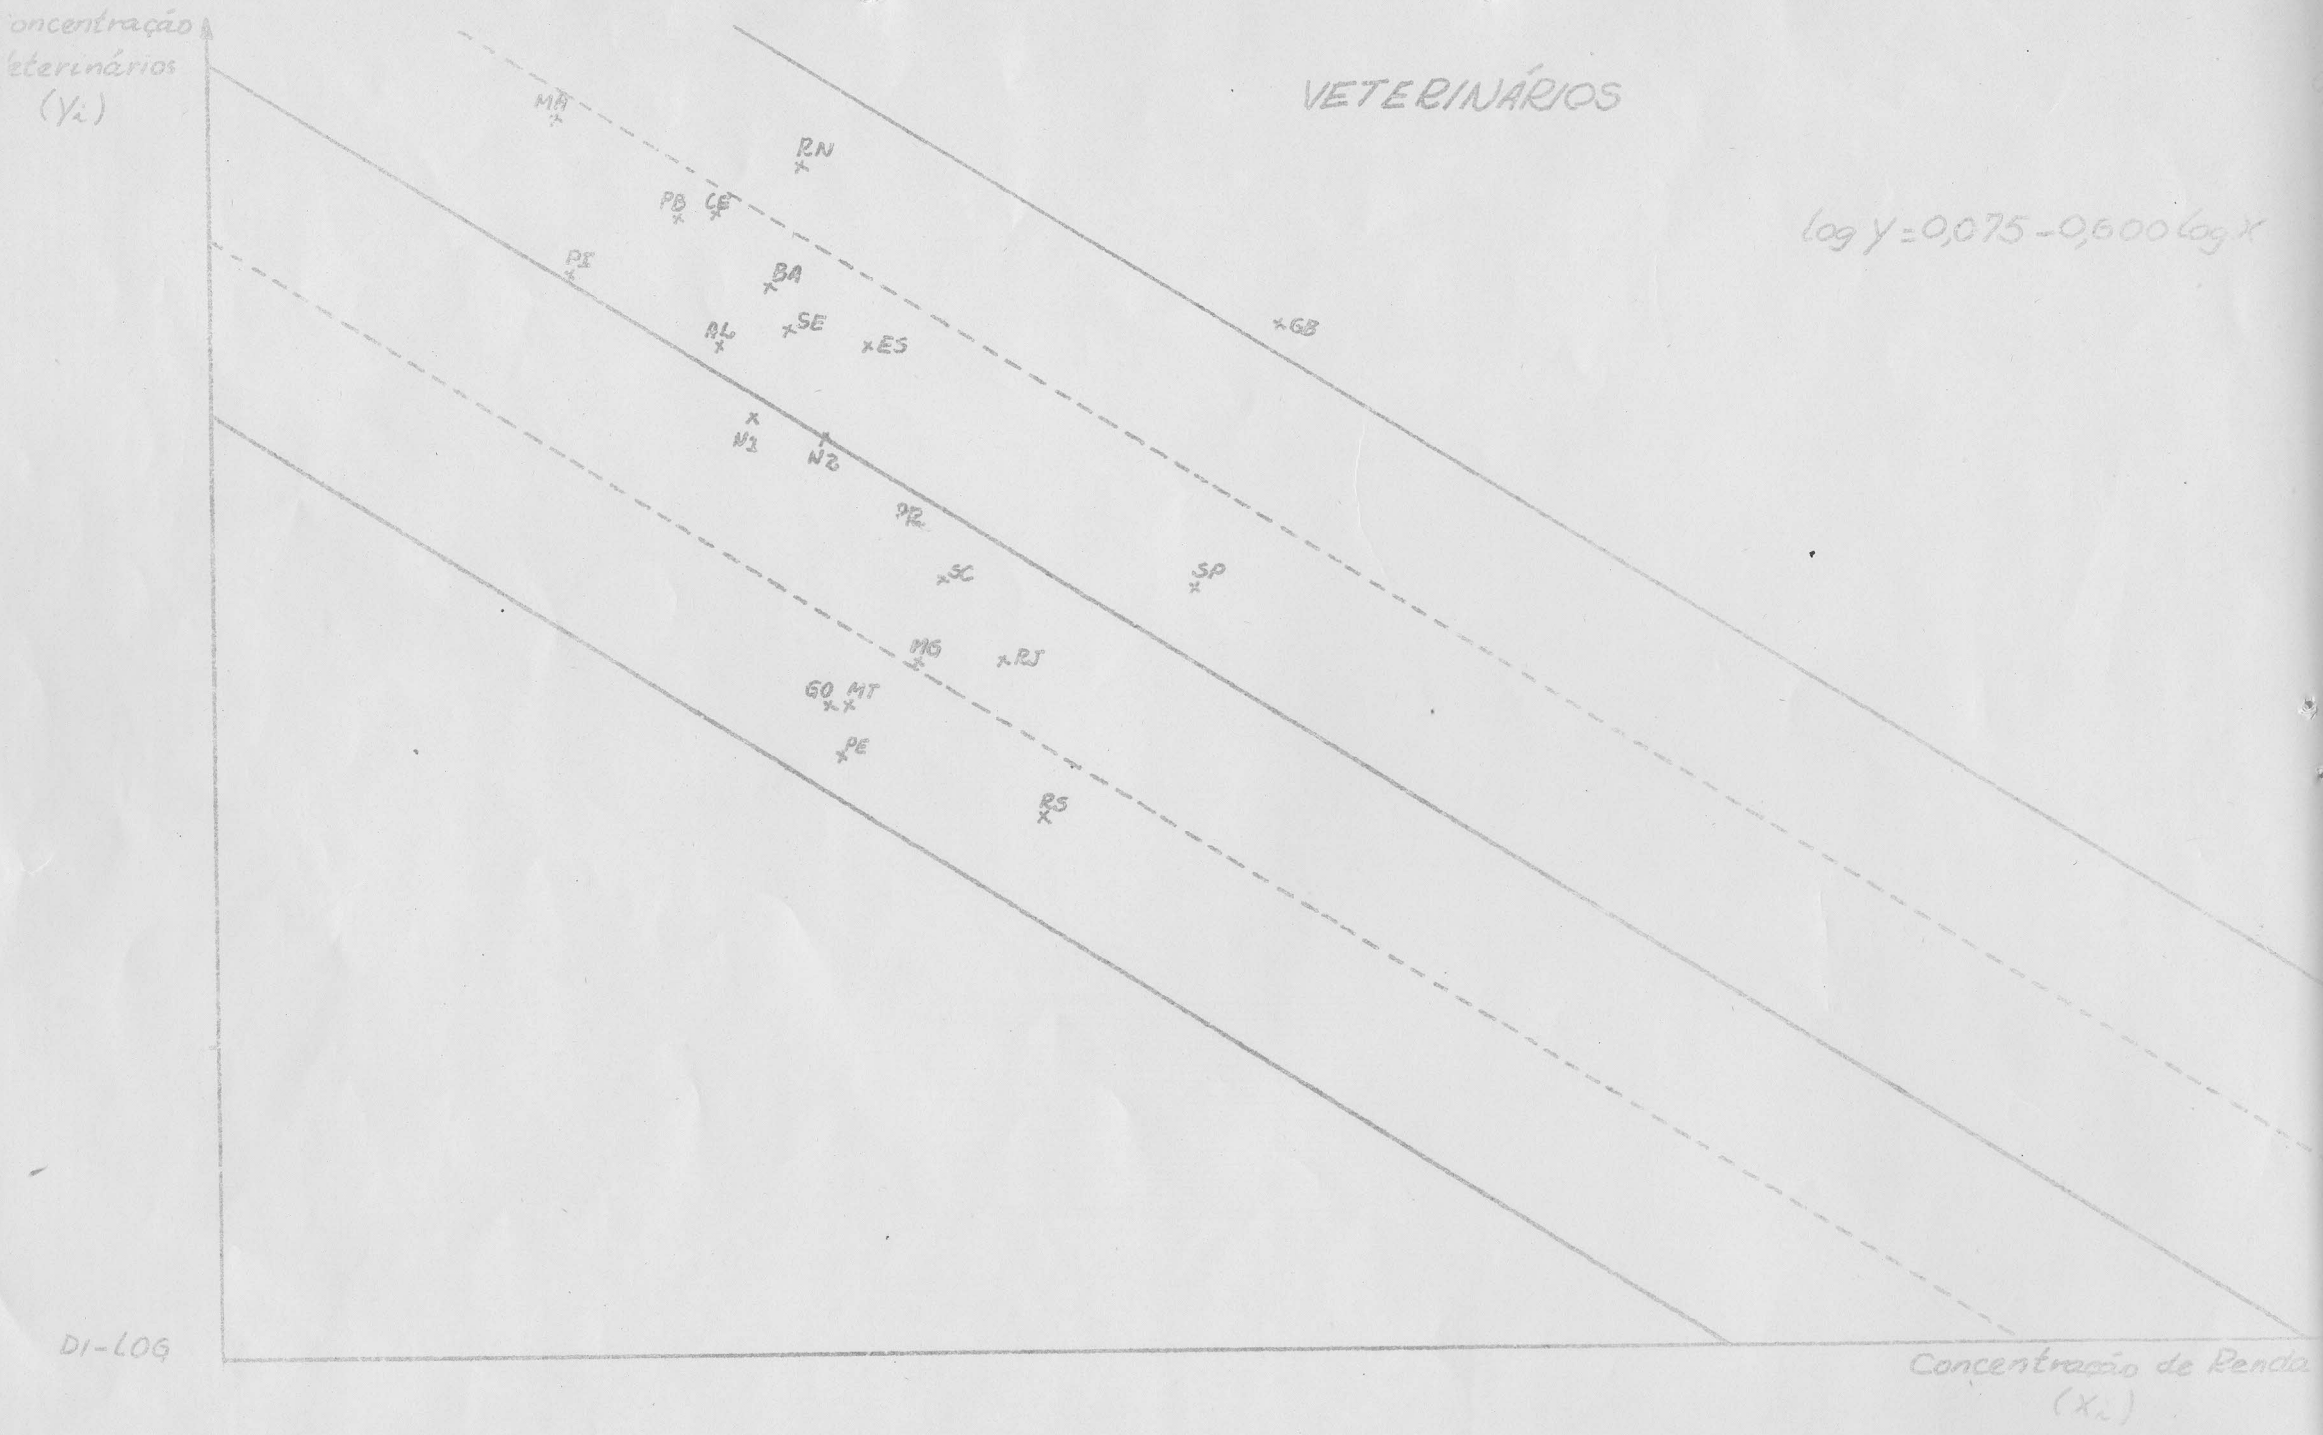 oncentração
eterinários
(Yi)
VETERINÁRIOS
MA
RN
PB CE
log y = 0,075 - 0,600 log x
PI
BA
SE
GB
AL
ES
N1
N2
PR
SC
SP
MG
RJ
GO MT
PE
RS
DI-LOG
Concentração de Renda
(Xi)